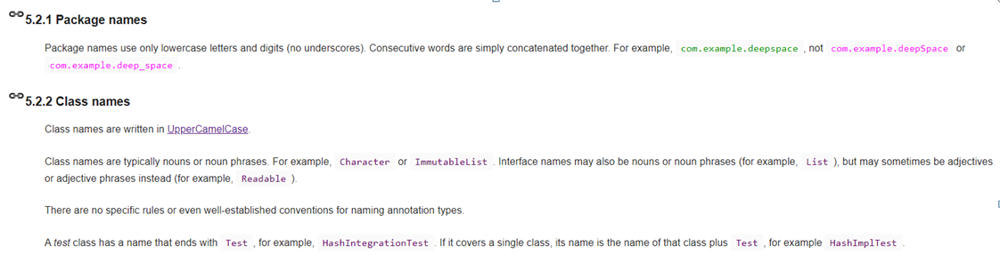 5.2.1 Package names
Package names use only lowercase letters and digits (no underscores). Consecutive words are simply concatenated together. For example, com.example.deepspace , not com.example.deepSpace or
com.example.deep_space .
5.2.2 Class names
Class names are written in UpperCamelCase.
Class names are typically nouns or noun phrases. For example, Character or ImmutableList . Interface names may also be nouns or noun phrases (for example, List ), but may sometimes be adjectives
or adjective phrases instead (for example, Readable ).
There are no specific rules or even well-established conventions for naming annotation types.
A test class has a name that ends with Test , for example, HashIntegrationTest . If it covers a single class, its name is the name of that class plus Test , for example HashImplTest .